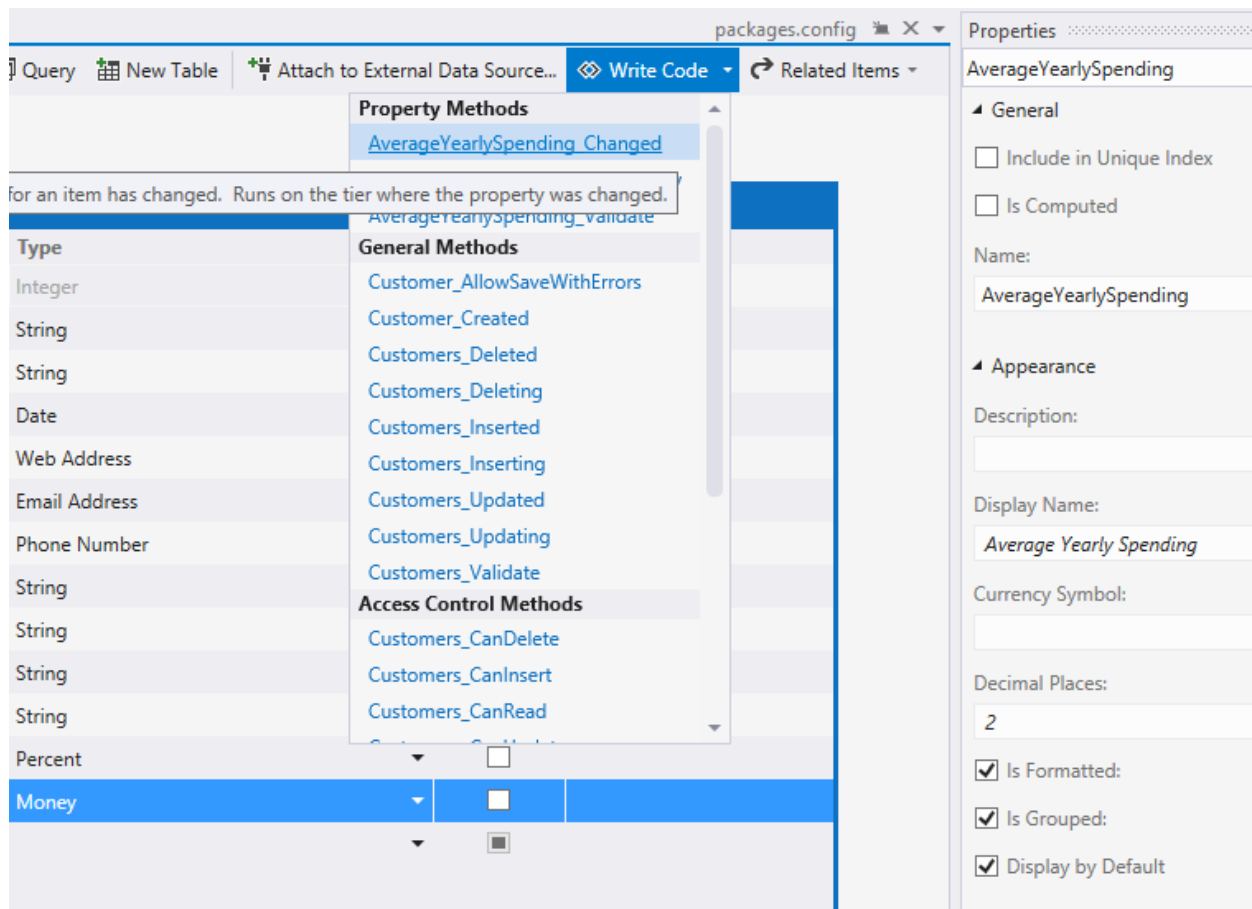 packages.config
Query New Table Attach to External Data Source... Write Code Related Items
Property Methods
AverageYearlySpending_Changed
for an item has changed. Runs on the tier where the property was changed.
AverageYearlySpending_Validate
General Methods
Customer_AllowSaveWithErrors
Customer_Created
Customers_Deleted
Customers_Deleting
Customers_Inserted
Customers_Inserting
Customers_Updated
Customers_Updating
Customers_Validate
Access Control Methods
Customers_CanDelete
Customers_CanInsert
Customers_CanRead
Type
Integer
String
String
Date
Web Address
Email Address
Phone Number
String
String
String
String
Percent
Money
Properties
AverageYearlySpending
General
Include in Unique Index
Is Computed
Name:
AverageYearlySpending
Appearance
Description:
Display Name:
Average Yearly Spending
Currency Symbol:
Decimal Places:
2
Is Formatted:
Is Grouped:
Display by Default